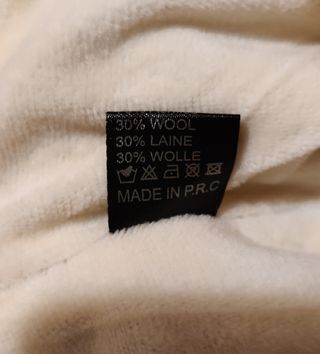 30% WOOL
30% LAINE
30% WOLLE
MADE IN P.R.C